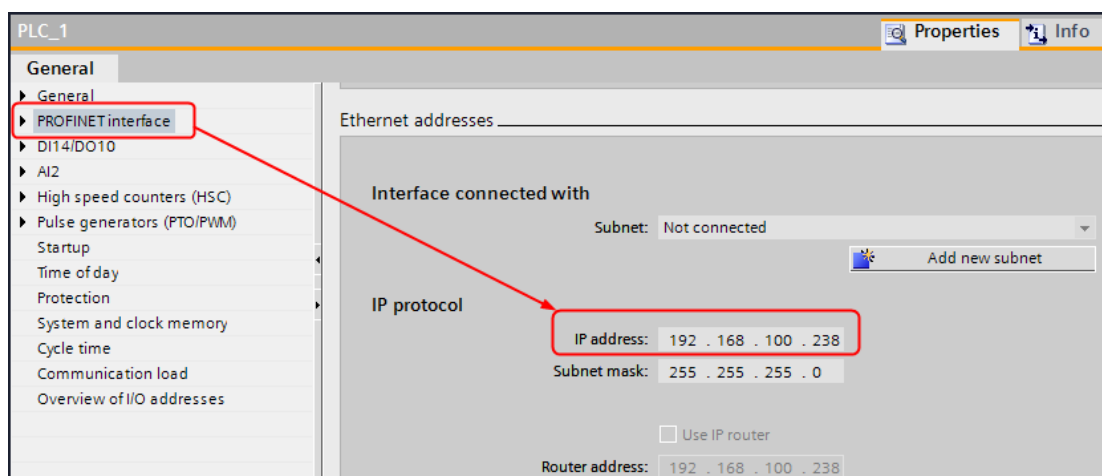 PLC_1
Properties
Info
General
General
PROFINET interface
DI14/DO10
AI2
High speed counters (HSC)
Pulse generators (PTO/PWM)
Startup
Time of day
Protection
System and clock memory
Cycle time
Communication load
Overview of I/O addresses
Ethernet addresses
Interface connected with
Subnet: Not connected
Add new subnet
IP protocol
IP address: 192 . 168 . 100 . 238
Subnet mask: 255 . 255 . 255 . 0
Use IP router
Router address: 192 . 168 . 100 . 238